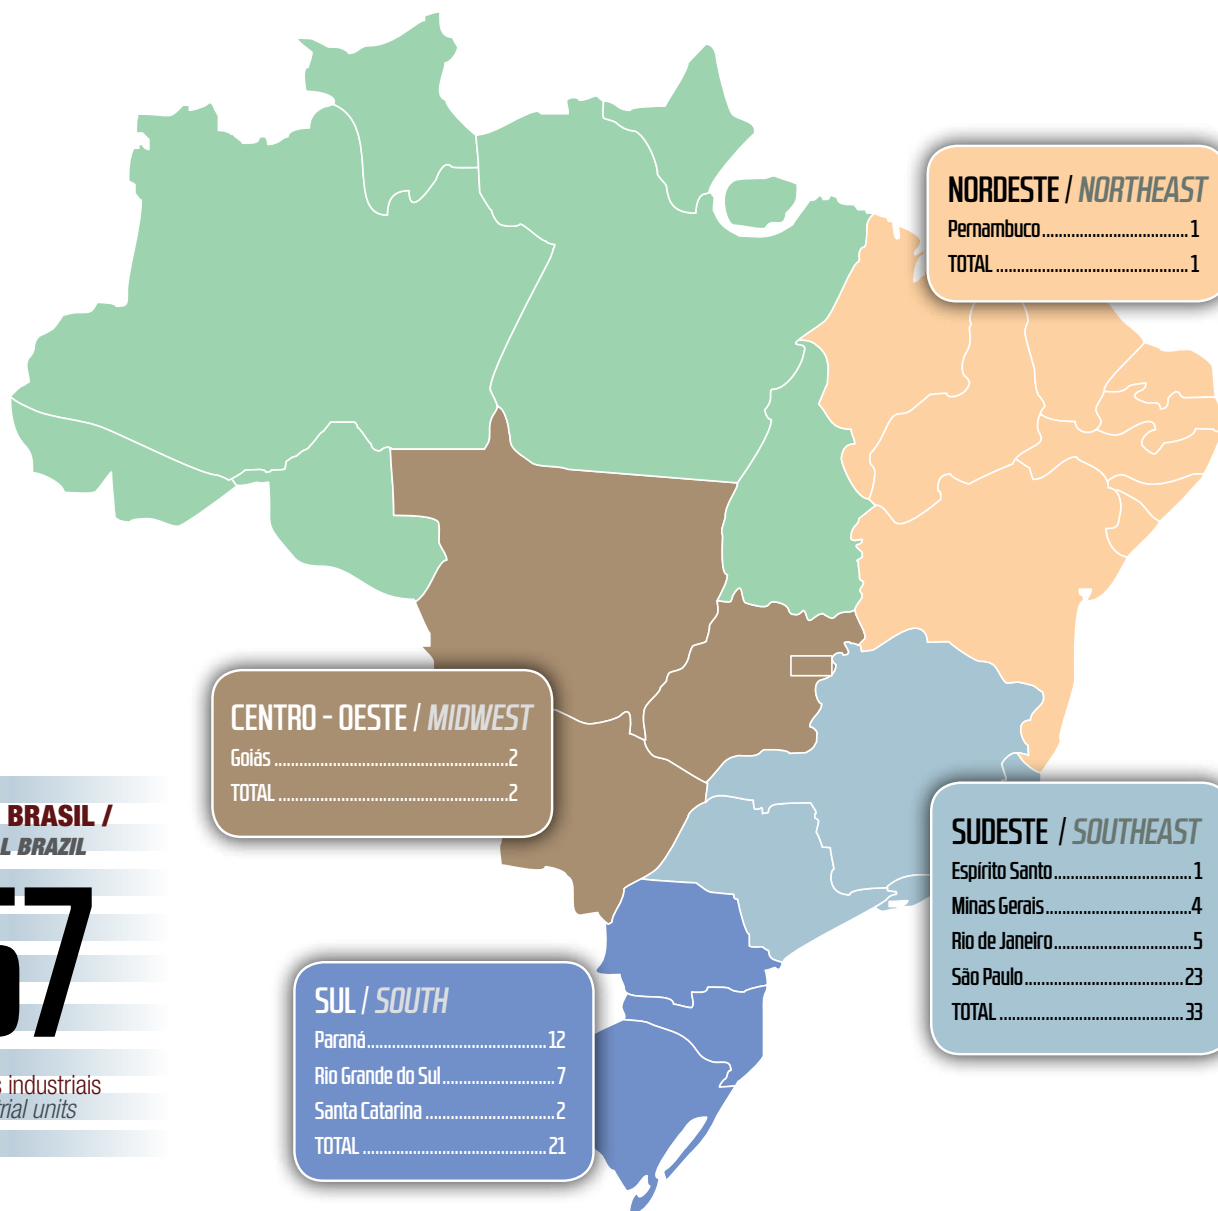 NORDESTE / NORTHEAST
Pernambuco 1
TOTAL 1
CENTRO - OESTE / MIDWEST
Goiás 2
TOTAL 2
BRASIL /
BRAZIL
57
industriais
units
SUDESTE / SOUTHEAST
Espírito Santo 1
Minas Gerais 4
Rio de Janeiro 5
São Paulo 23
TOTAL 33
SUL / SOUTH
Paraná 12
Rio Grande do Sul 7
Santa Catarina 2
TOTAL 21